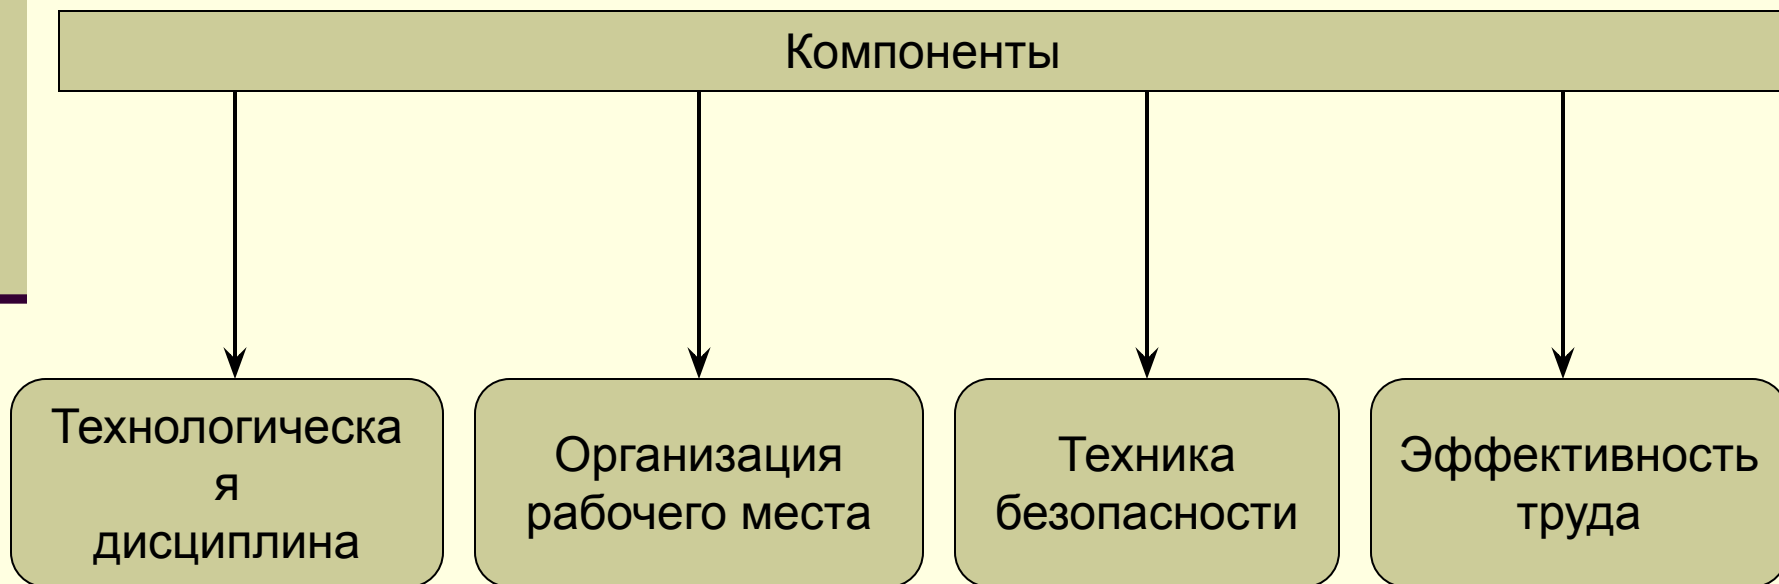 Компоненты
Технологическа
я
дисциплина
Организация
рабочего места
Техника
безопасности
Эффективность
труда